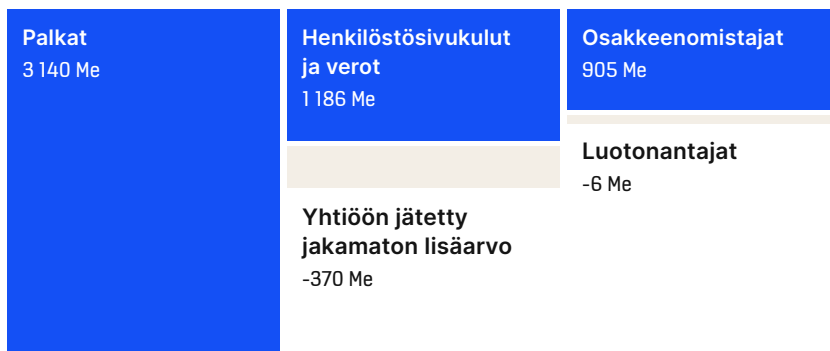 Palkat
3 140 Me
Henkilöstösivukulut
ja verot
1 186 Me
Yhtiöön jätetty
jakamaton lisäarvo
-370 Me
Osakkeenomistajat
905 Me
Luotonantajat
-6 Me